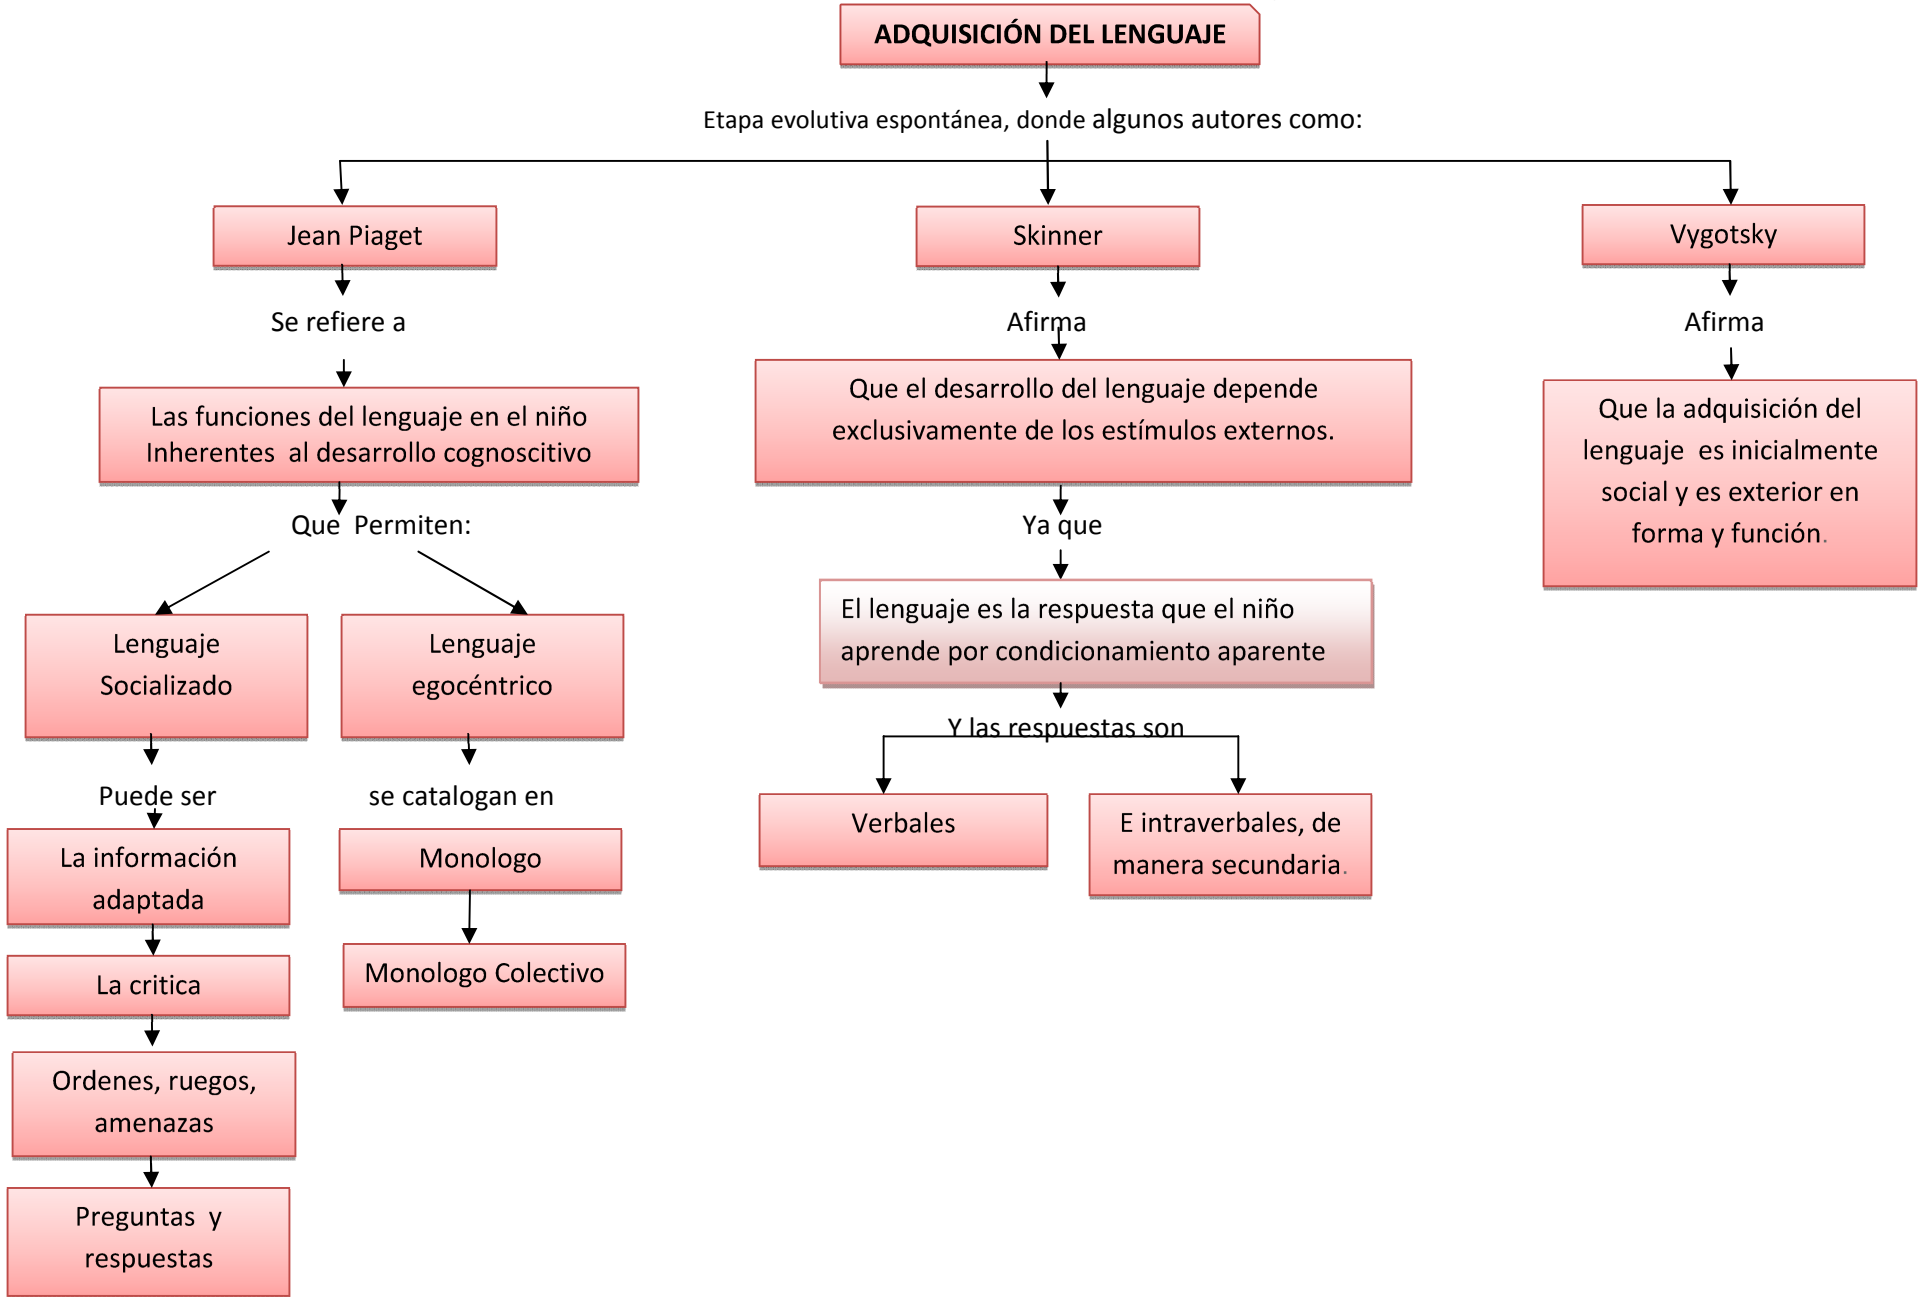 ADQUISICIÓN DEL LENGUAJE
Etapa evolutiva espontánea, donde algunos autores como:
Jean Piaget
Skinner
Vygotsky
Se refiere a
Afirma
Afirma
Las funciones del lenguaje en el niño
Inherentes al desarrollo cognoscitivo
Que el desarrollo del lenguaje depende
exclusivamente de los estímulos externos.
Que la adquisición del
lenguaje es inicialmente
social y es exterior en
forma y función.
Que Permiten:
Ya que
Lenguaje
Socializado
Lenguaje
egocéntrico
El lenguaje es la respuesta que el niño
aprende por condicionamiento aparente
Y las respuestas son
Puede ser
se catalogan en
Verbales
E intraverbales, de
manera secundaria.
La información
adaptada
Monologo
La critica
Monologo Colectivo
Ordenes, ruegos,
amenazas
Preguntas y
respuestas